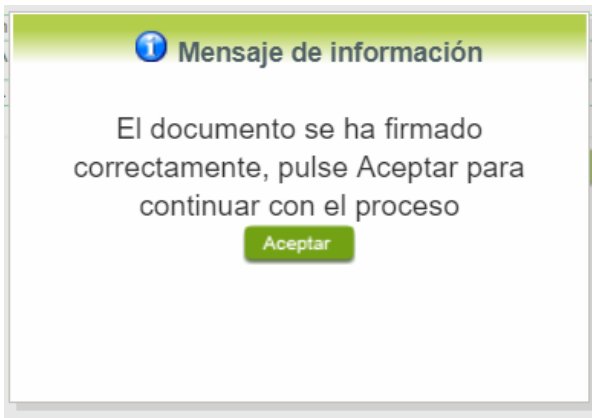 Mensaje de información
El documento se ha firmado
correctamente, pulse Aceptar para
continuar con el proceso
Aceptar